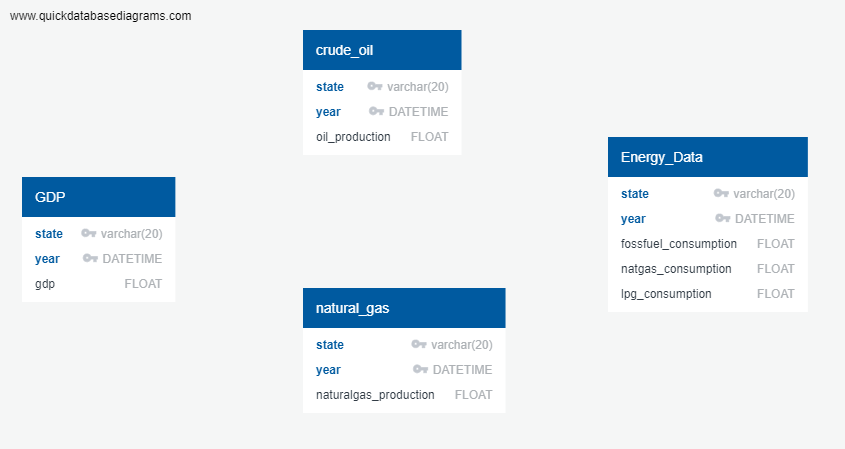 www.quickdatabasediagrams.com
crude_oil
state varchar(20)
year DATETIME
oil_production FLOAT
Energy_Data
state varchar(20)
year DATETIME
fossfuel_consumption FLOAT
natgas_consumption FLOAT
lpg_consumption FLOAT
GDP
state varchar(20)
year DATETIME
gdp FLOAT
natural_gas
state varchar(20)
year DATETIME
naturalgas_production FLOAT